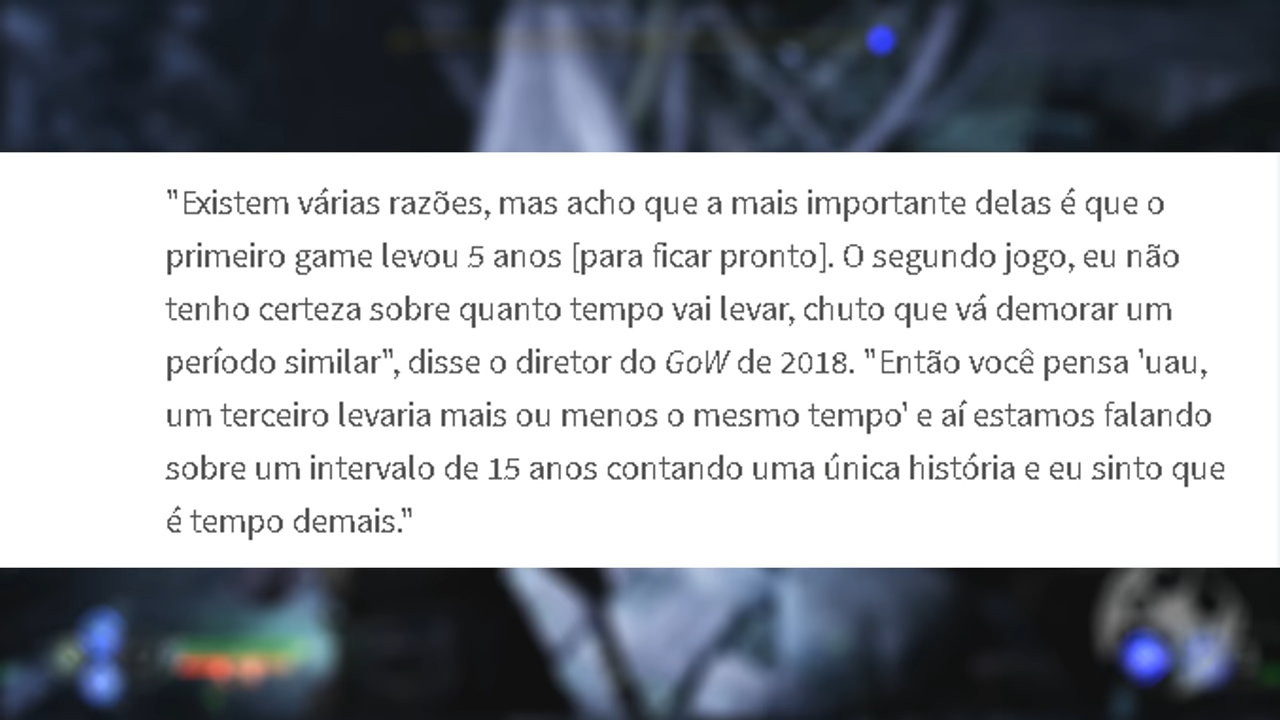 "Existem várias razões, mas acho que a mais importante delas é que o
primeiro game levou 5 anos [para ficar pronto]. O segundo jogo, eu não
tenho certeza sobre quanto tempo vai levar, chuto que vá demorar um
período similar", disse o diretor do GoW de 2018. "Então você pensa 'uau,
um terceiro levaria mais ou menos o mesmo tempo' e aí estamos falando
sobre um intervalo de 15 anos contando uma única história e eu sinto que
é tempo demais."